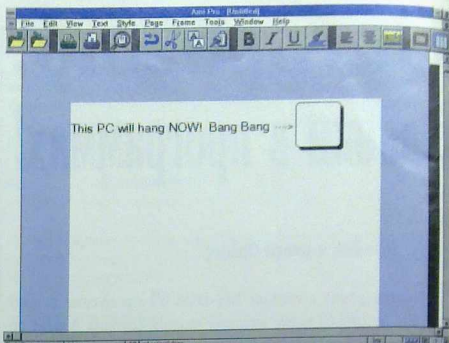 Ami Pro - [Untitled]
File Edit View Text Style Page Frame Tools Window Help
B I U
This PC will hang NOW! Bang Bang --->
Ins